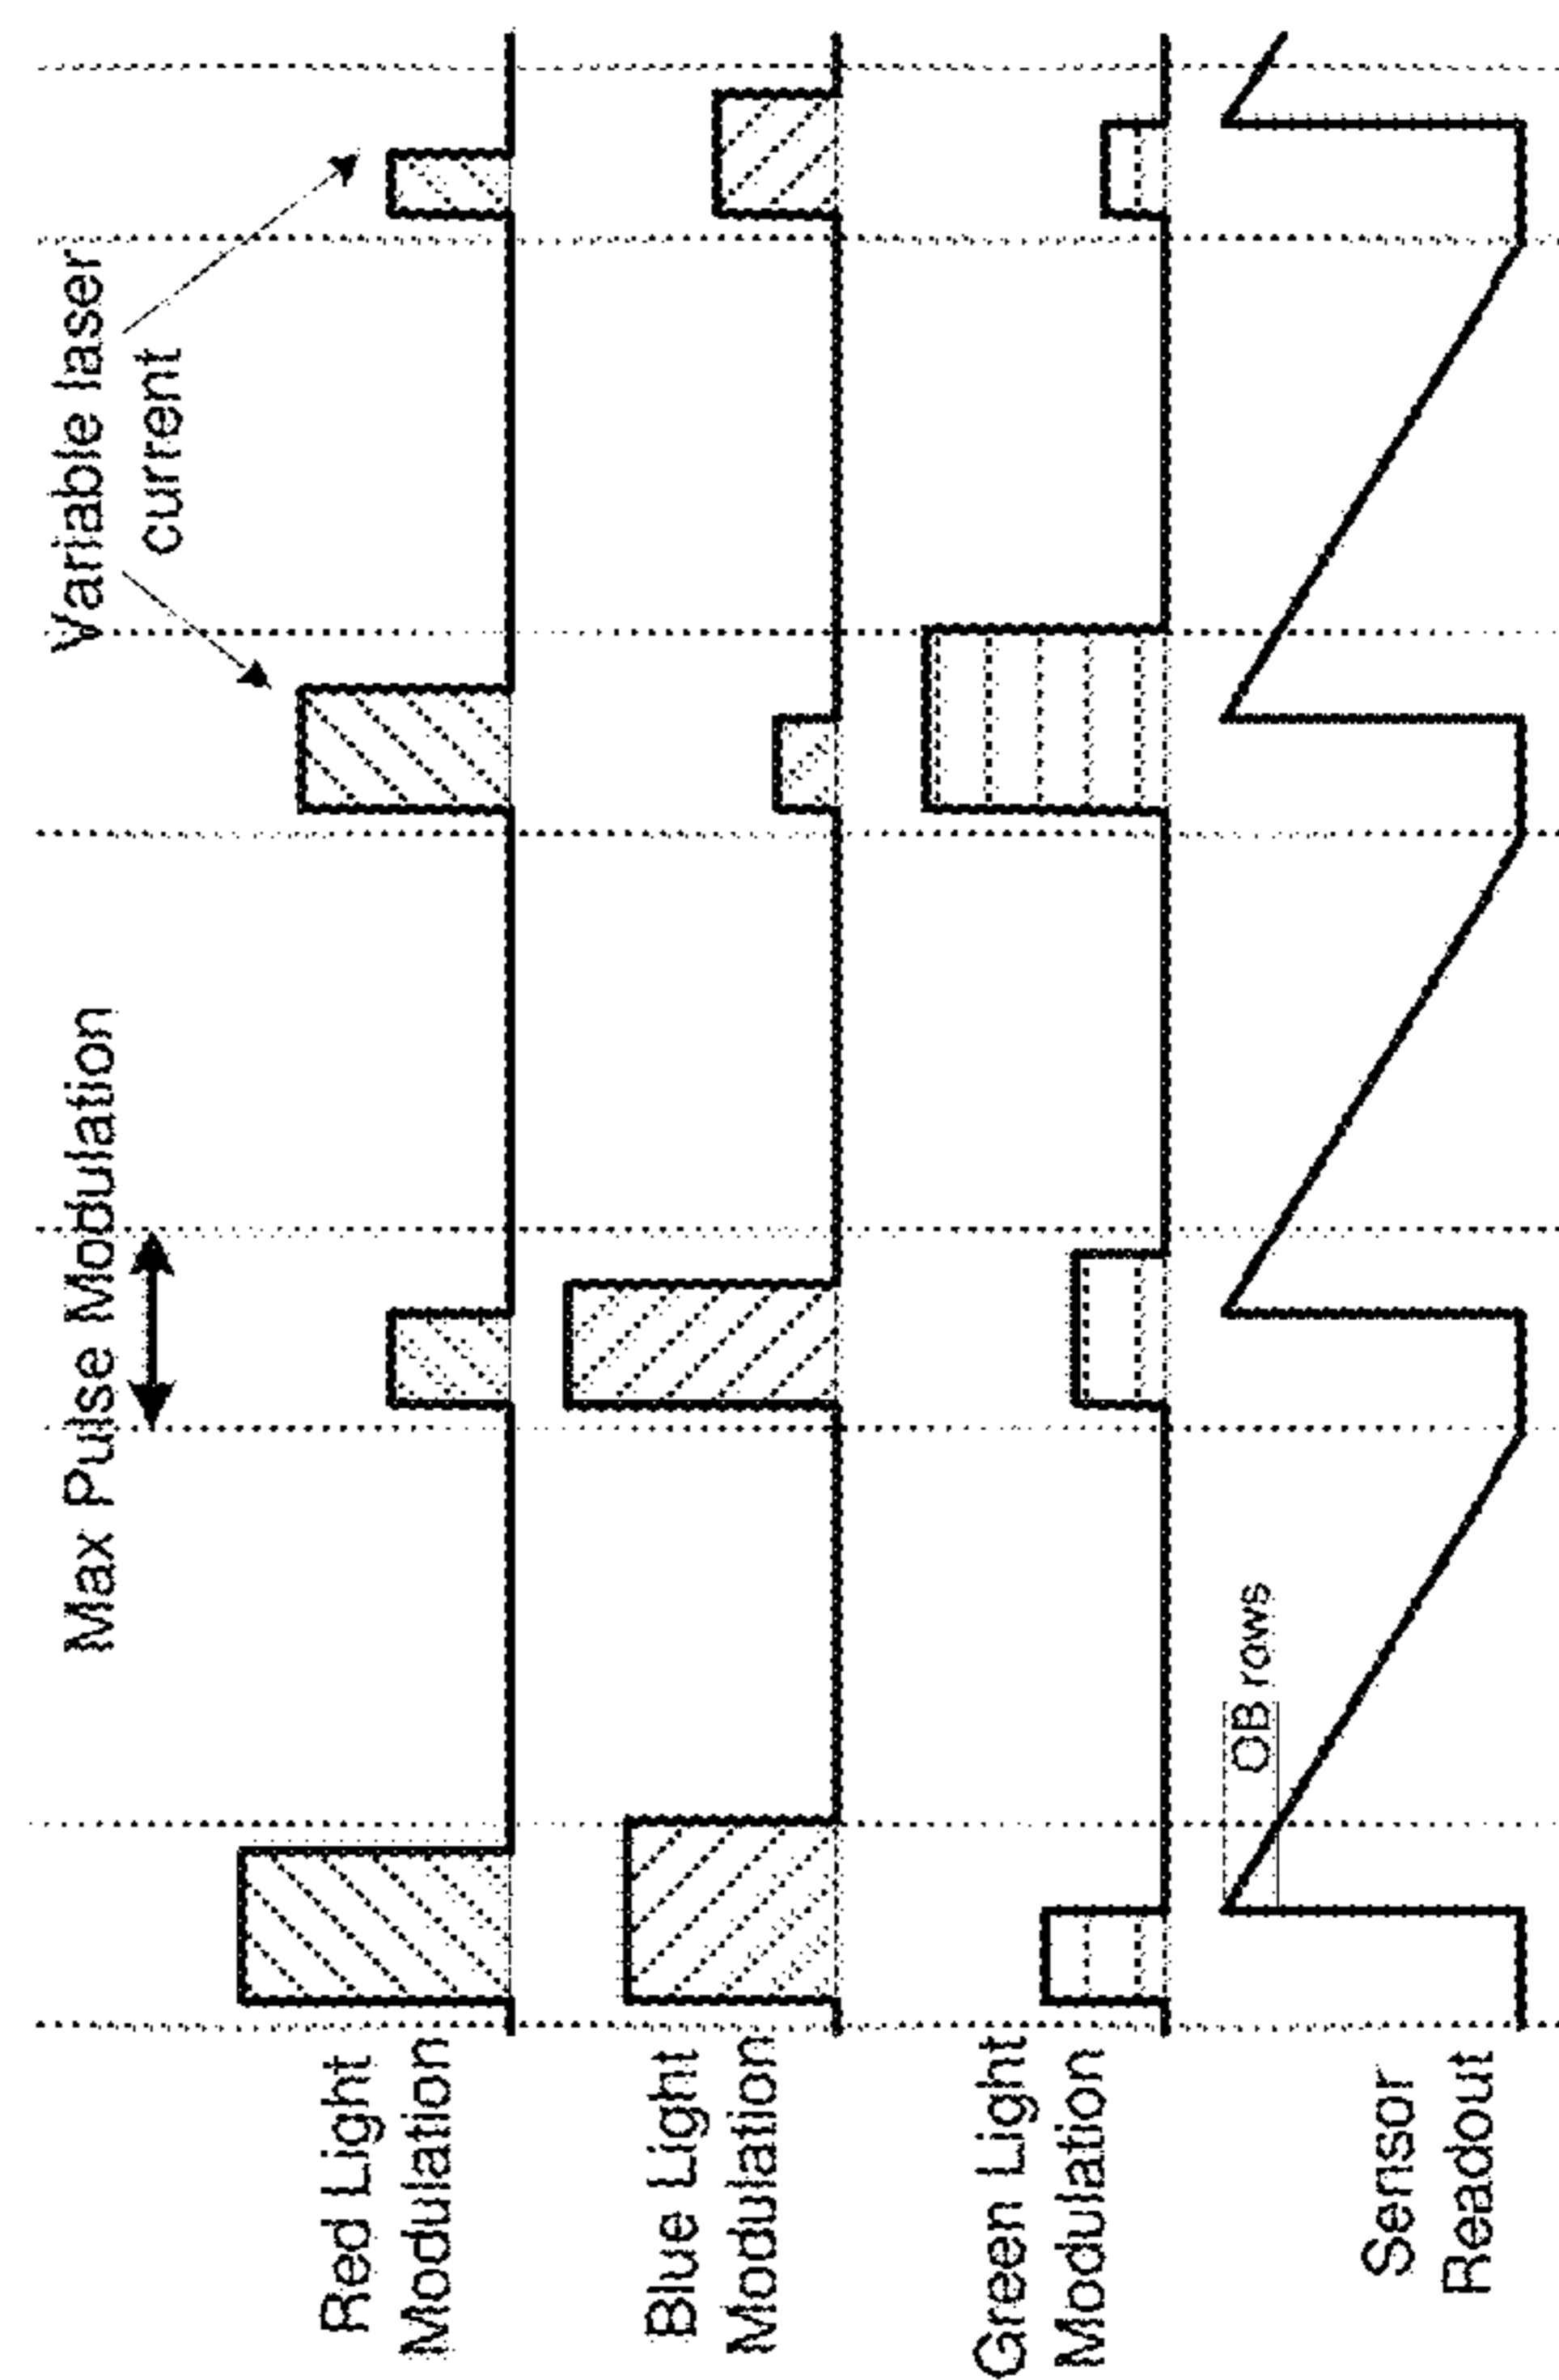 Max Pulse Modulation
Variable laser
current
Red Light
Modulation
Blue Light
Modulation
Green Light
Modulation
OB rows
Sensor
Readout